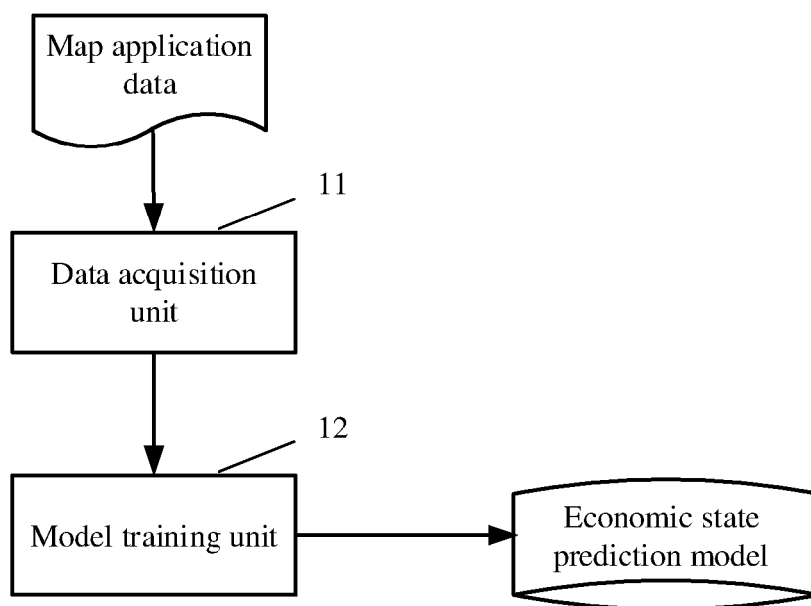 Map application
data
11
Data acquisition
unit
12
Model training unit
Economic state
prediction model